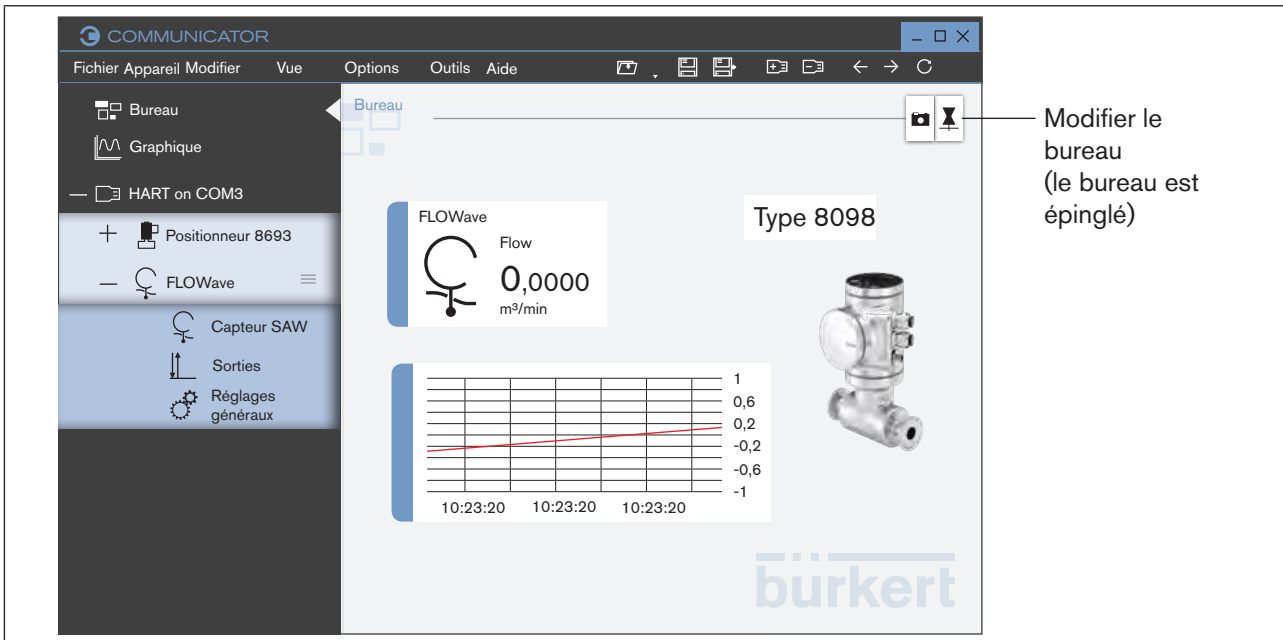 COMMUNICATOR
Fichier Appareil Modifier Vue Options Outils Aide
Bureau
Graphique
HART on COM3
Positionneur 8693
FLOWave
Capteur SAW
Sorties
Réglages
généraux
Bureau
FLOWave
Flow
0,0000
m³/min
Type 8098
1
0,6
0,2
-0,2
-0,6
-1
10:23:20 10:23:20 10:23:20
burkert
Modifier le
bureau
(le bureau est
épinglé)